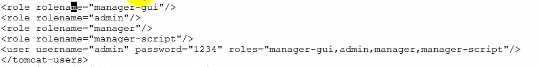 <role rolename="manager-gui"/>
<role rolename="admin"/>
<role rolename="manager"/>
<role rolename="manager-script"/>
<user username="admin" password="1234" roles="manager-gui,admin,manager,manager-script"/>
</tomcat-users>